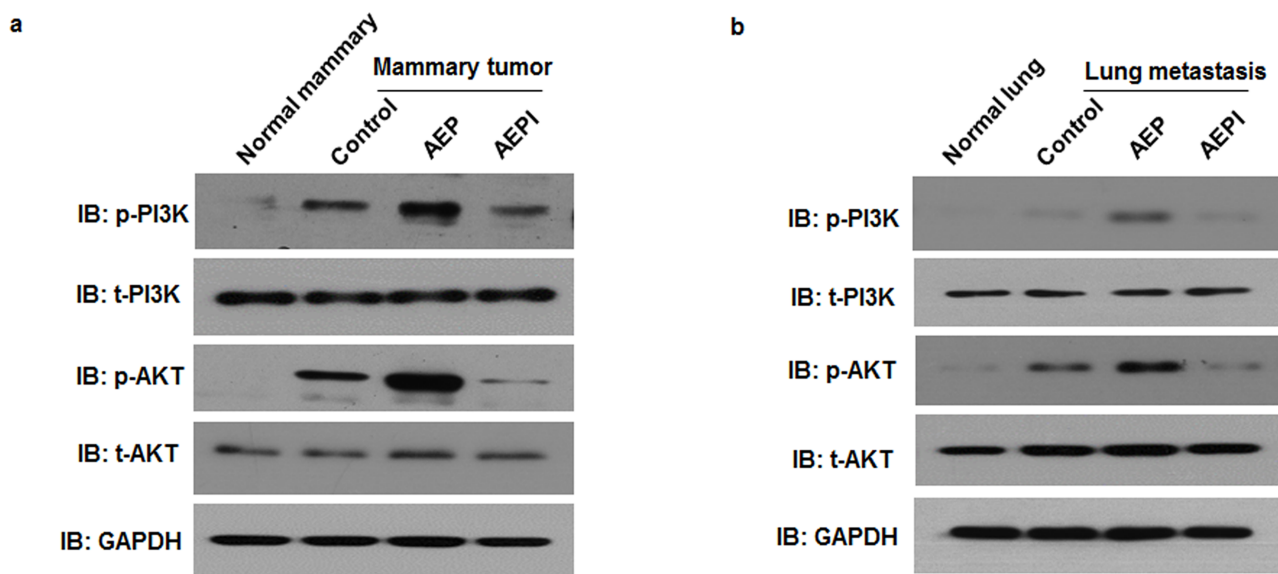 a
Normal mammary
Mammary tumor
Control
AEP
AEPI
IB: p-PI3K
IB: t-PI3K
IB: p-AKT
IB: t-AKT
IB: GAPDH
b
Normal lung
Lung metastasis
Control
AEP
AEPI
IB: p-PI3K
IB: t-PI3K
IB: p-AKT
IB: t-AKT
IB: GAPDH